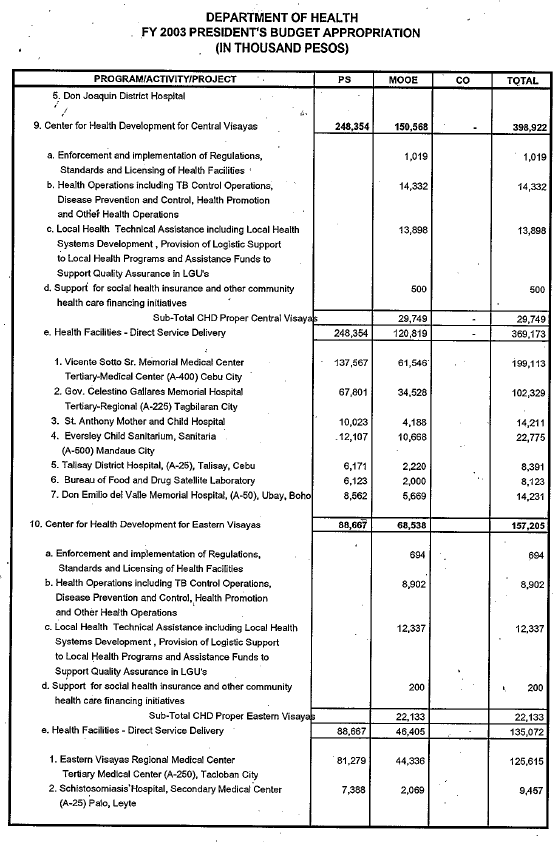 DEPARTMENT OF HEALTH
FY 2003 PRESIDENT'S BUDGET APPROPRIATION
(IN THOUSAND PESOS)
PROGRAM/ACTIVITY/PROJECT PS MOOE CO TOTAL
5. Don Joaquin District Hospital
9. Center for Health Development for Central Visayas 248,354 150,568 - 398,922
a. Enforcement and implementation of Regulations, 1,019 1,019
Standards and Licensing of Health Facilities
b. Health Operations including TB Control Operations, 14,332 14,332
Disease Prevention and Control, Health Promotion
and Other Health Operations
c. Local Health Technical Assistance including Local Health 13,898 13,898
Systems Development , Provision of Logistic Support
to Local Health Programs and Assistance Funds to
Support Quality Assurance in LGU's
d. Support for social health insurance and other community 500 500
health care financing initiatives
Sub-Total CHD Proper Central Visayas 29,749 - 29,749
e. Health Facilities - Direct Service Delivery 248,354 120,819 - 369,173
1. Vicente Sotto Sr. Memorial Medical Center 137,567 61,546 199,113
Tertiary-Medical Center (A-400) Cebu City
2. Gov. Celestino Gallares Memorial Hospital 67,801 34,528 102,329
Tertiary-Regional (A-225) Tagbilaran City
3. St. Anthony Mother and Child Hospital 10,023 4,188 14,211
4. Eversley Child Sanitarium, Sanitaria 12,107 10,668 22,775
(A-500) Mandaue City
5. Talisay District Hospital, (A-25), Talisay, Cebu 6,171 2,220 8,391
6. Bureau of Food and Drug Satellite Laboratory 6,123 2,000 8,123
7. Don Emilio del Valle Memorial Hospital, (A-50), Ubay, Boho 8,562 5,669 14,231
10. Center for Health Development for Eastern Visayas 88,667 68,538 157,205
a. Enforcement and implementation of Regulations, 694 694
Standards and Licensing of Health Facilities
b. Health Operations including TB Control Operations, 8,902 8,902
Disease Prevention and Control, Health Promotion
and Other Health Operations
c. Local Health Technical Assistance including Local Health 12,337 12,337
Systems Development , Provision of Logistic Support
to Local Health Programs and Assistance Funds to
Support Quality Assurance in LGU's
d. Support for social health insurance and other community 200 200
health care financing initiatives
Sub-Total CHD Proper Eastern Visayas 22,133 22,133
e. Health Facilities - Direct Service Delivery 88,667 46,405 135,072
1. Eastern Visayas Regional Medical Center 81,279 44,336 125,615
Tertiary Medical Center (A-250), Tacloban City
2. Schistosomiasis Hospital, Secondary Medical Center 7,388 2,069 9,457
(A-25) Palo, Leyte